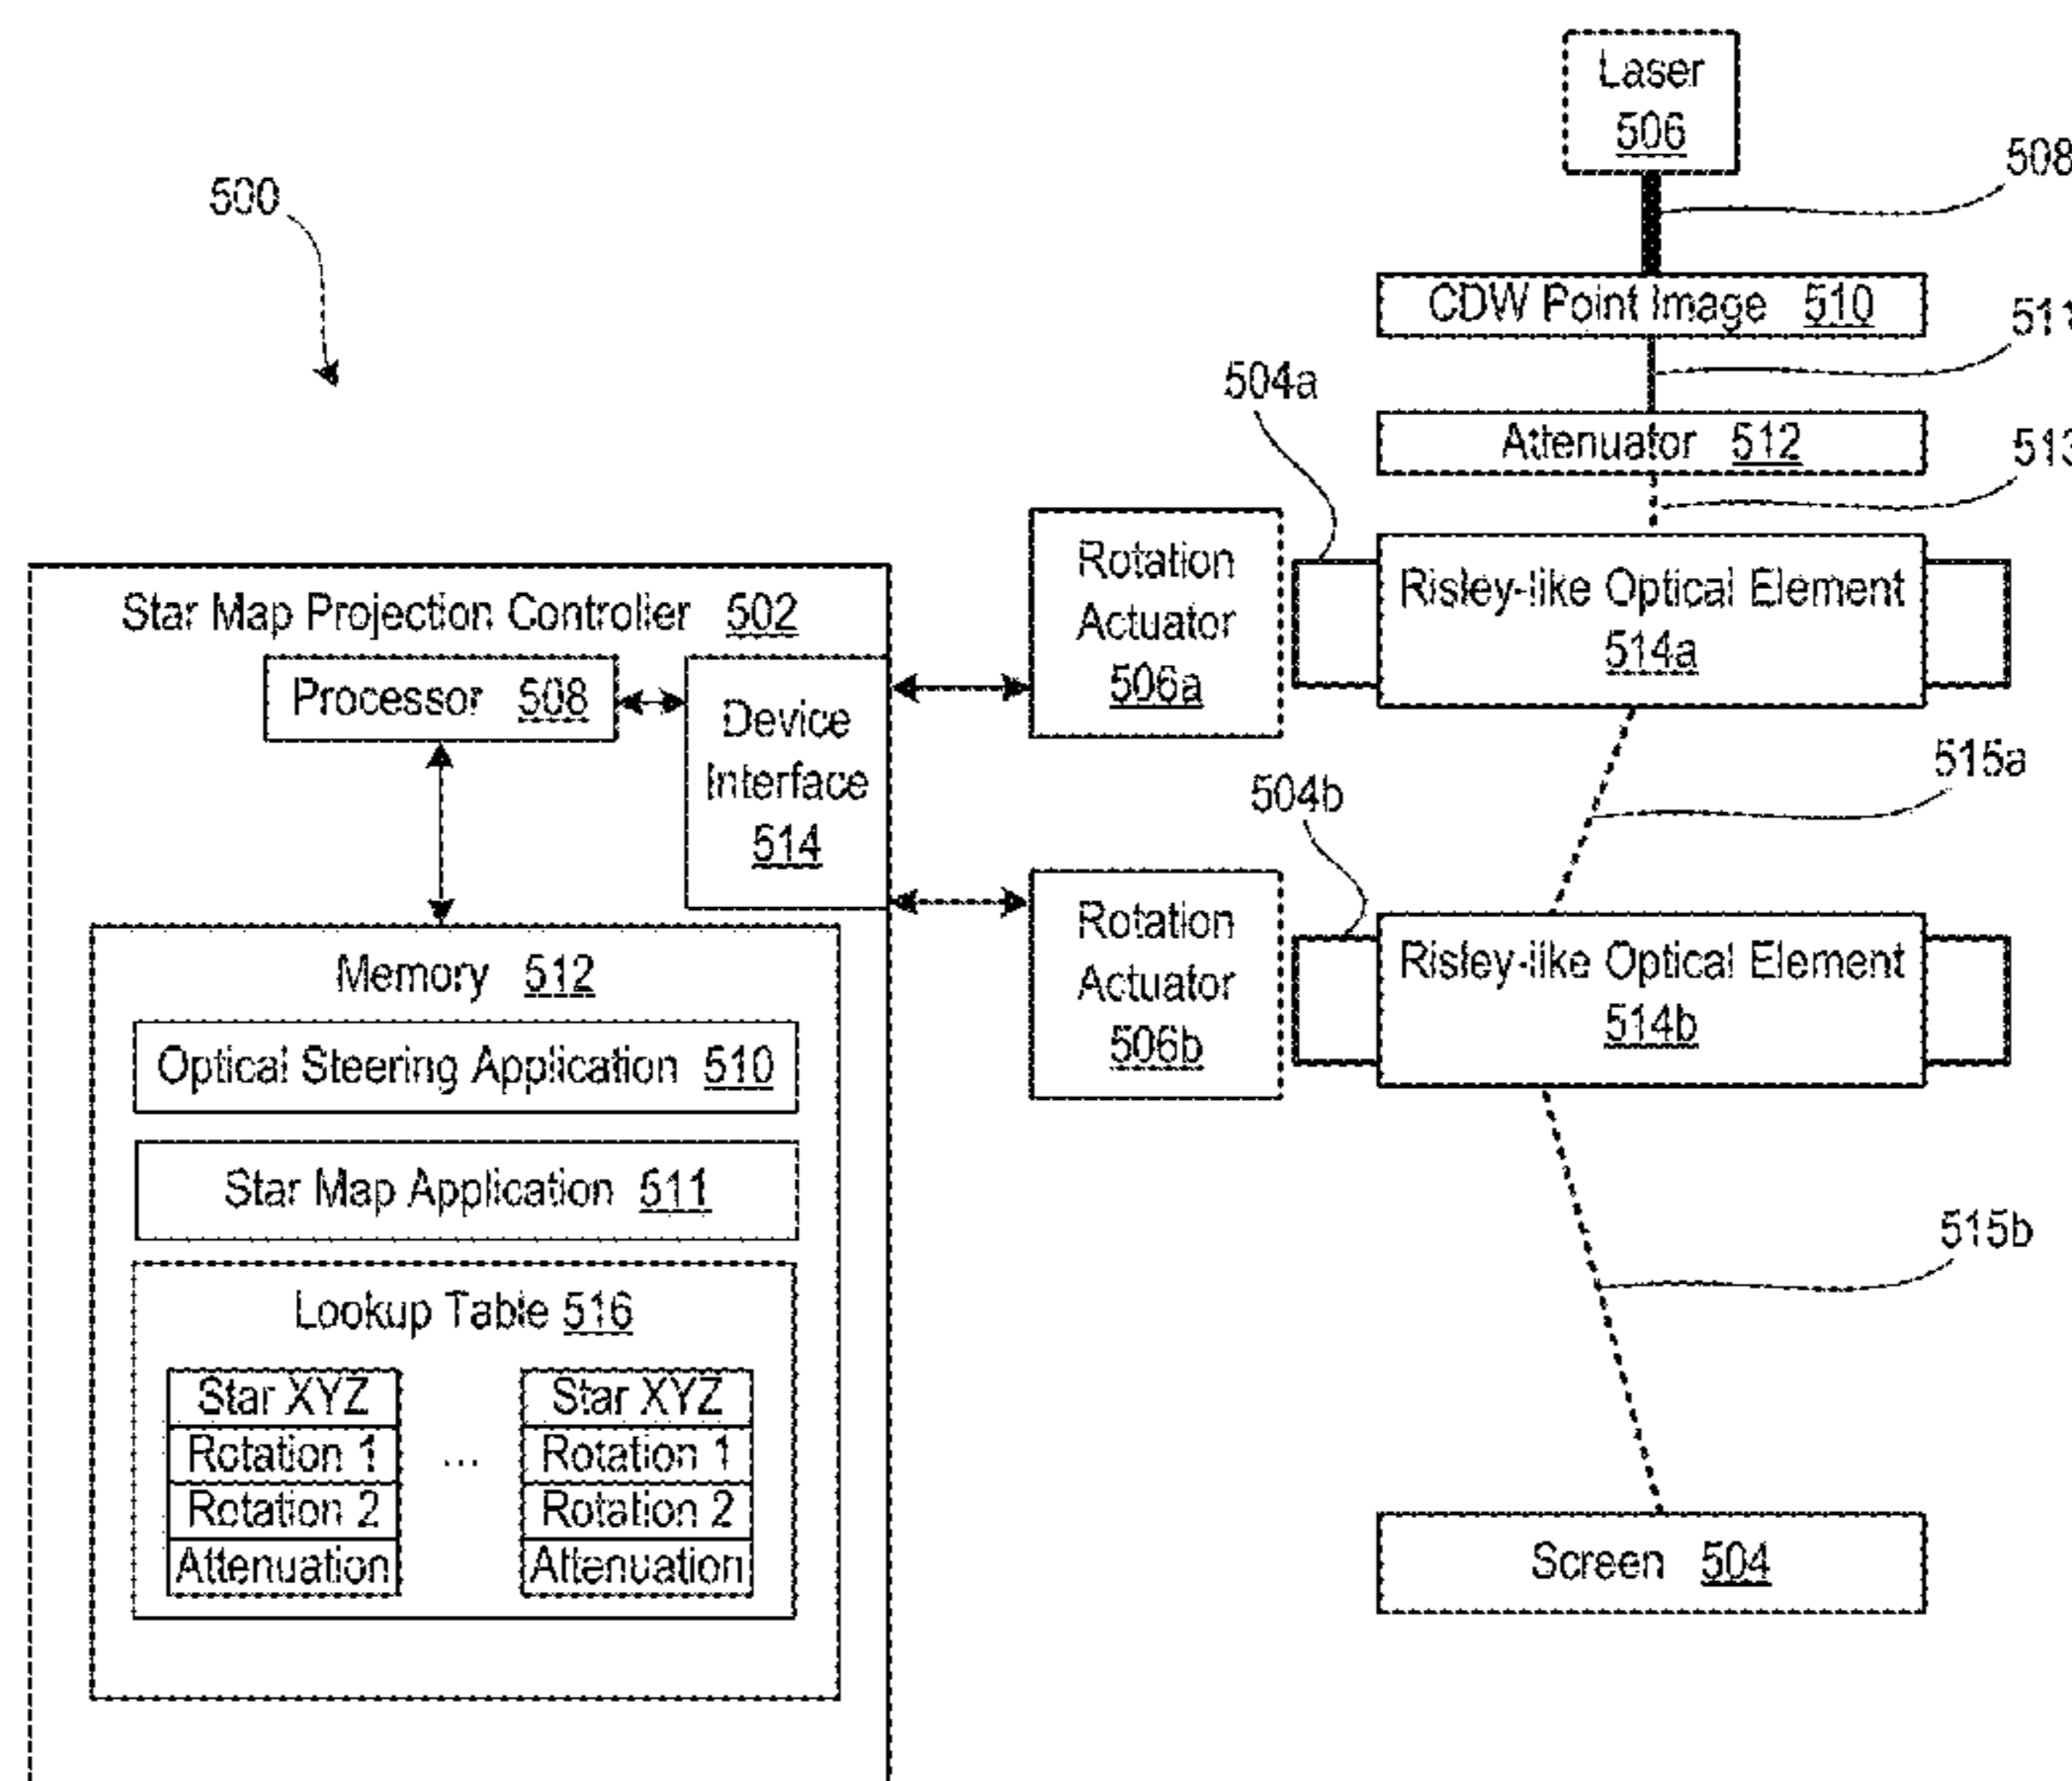 500
Laser
506
508
CDW Point Image 510
511
Attenuator 512
513
504a
Rotation
Actuator
506a
Risley-like Optical Element
514a
515a
504b
Rotation
Actuator
506b
Risley-like Optical Element
514b
515b
Screen 504
Star Map Projection Controller 502
Processor 508
Device
Interface
514
Memory 512
Optical Steering Application 510
Star Map Application 511
Lookup Table 516
Star XYZ
Rotation 1
Rotation 2
Attenuation
...
Star XYZ
Rotation 1
Rotation 2
Attenuation